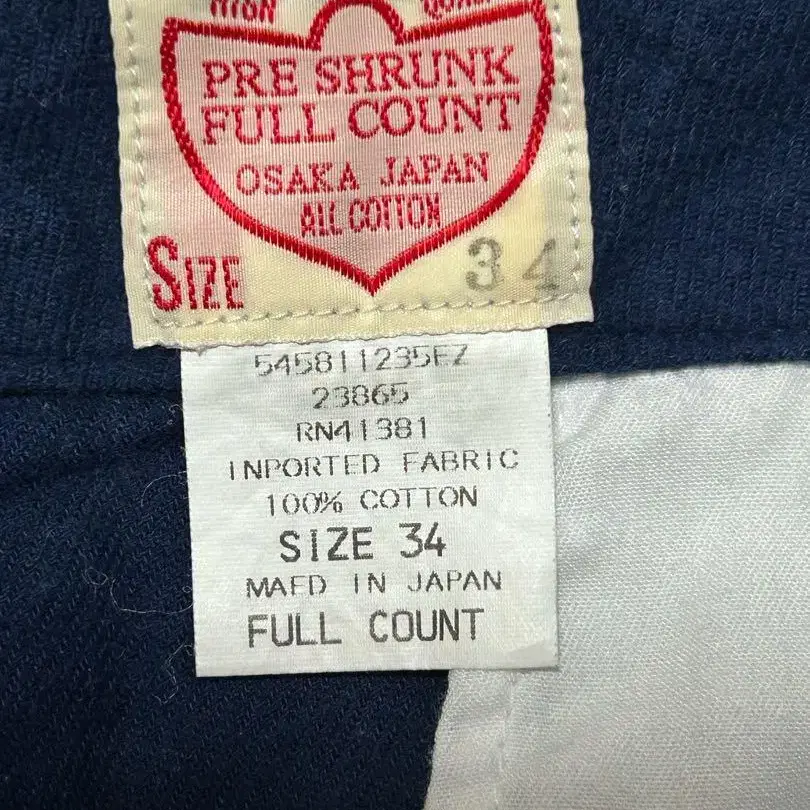 PRE SHRUNK
FULL COUNT
OSAKA JAPAN
ALL COTTON
SIZE 34
545811235EZ
23865
RN41381
INPORTED FABRIC
100% COTTON
SIZE 34
MAFD IN JAPAN
FULL COUNT